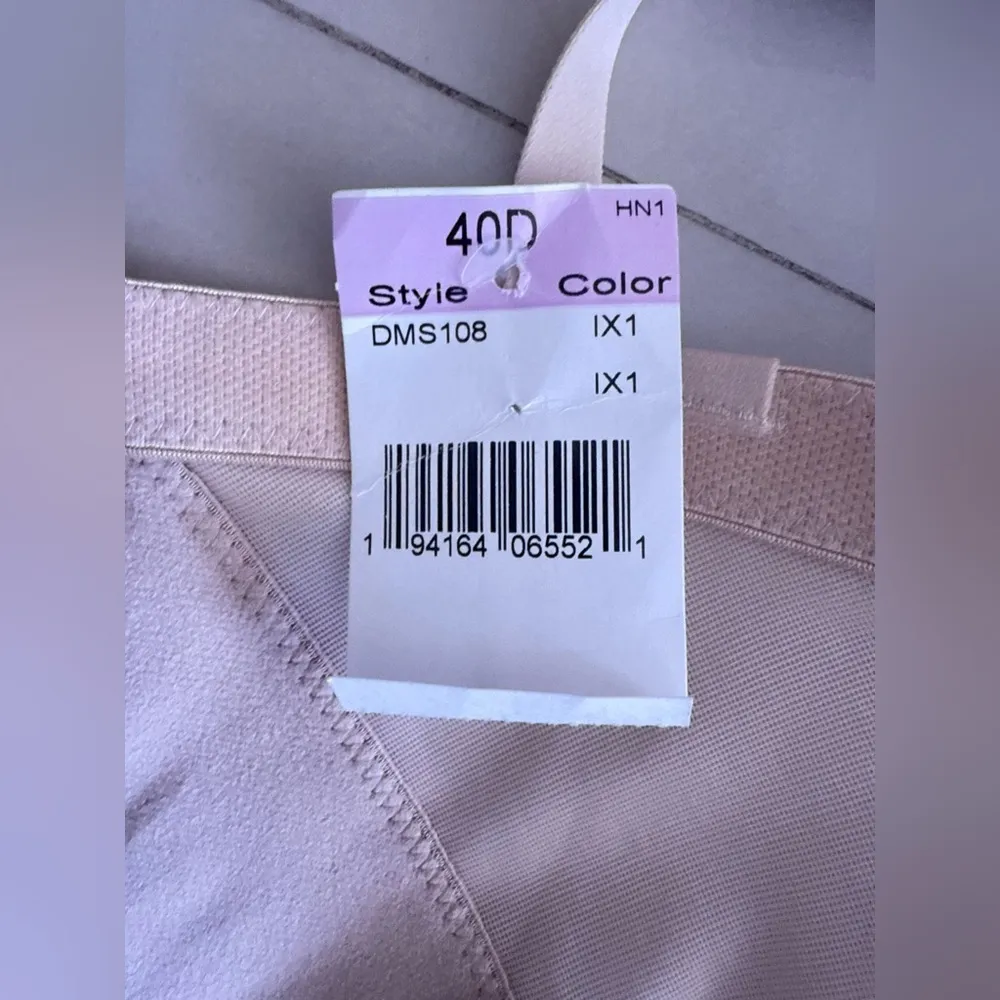 40D HN1
Style Color
DMS108 IX1
IX1
1 94164 06552 1